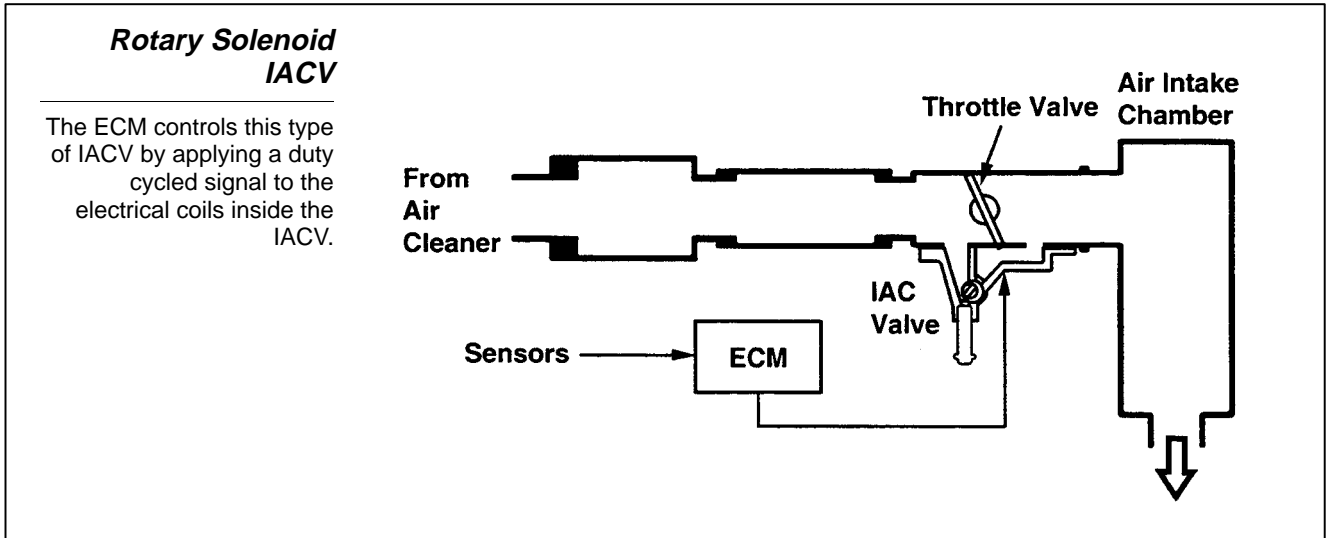 Rotary Solenoid
IACV
The ECM controls this type
of IACV by applying a duty
cycled signal to the
electrical coils inside the
IACV.
Throttle Valve
Air Intake
Chamber
From
Air
Cleaner
IAC
Valve
Sensors
ECM